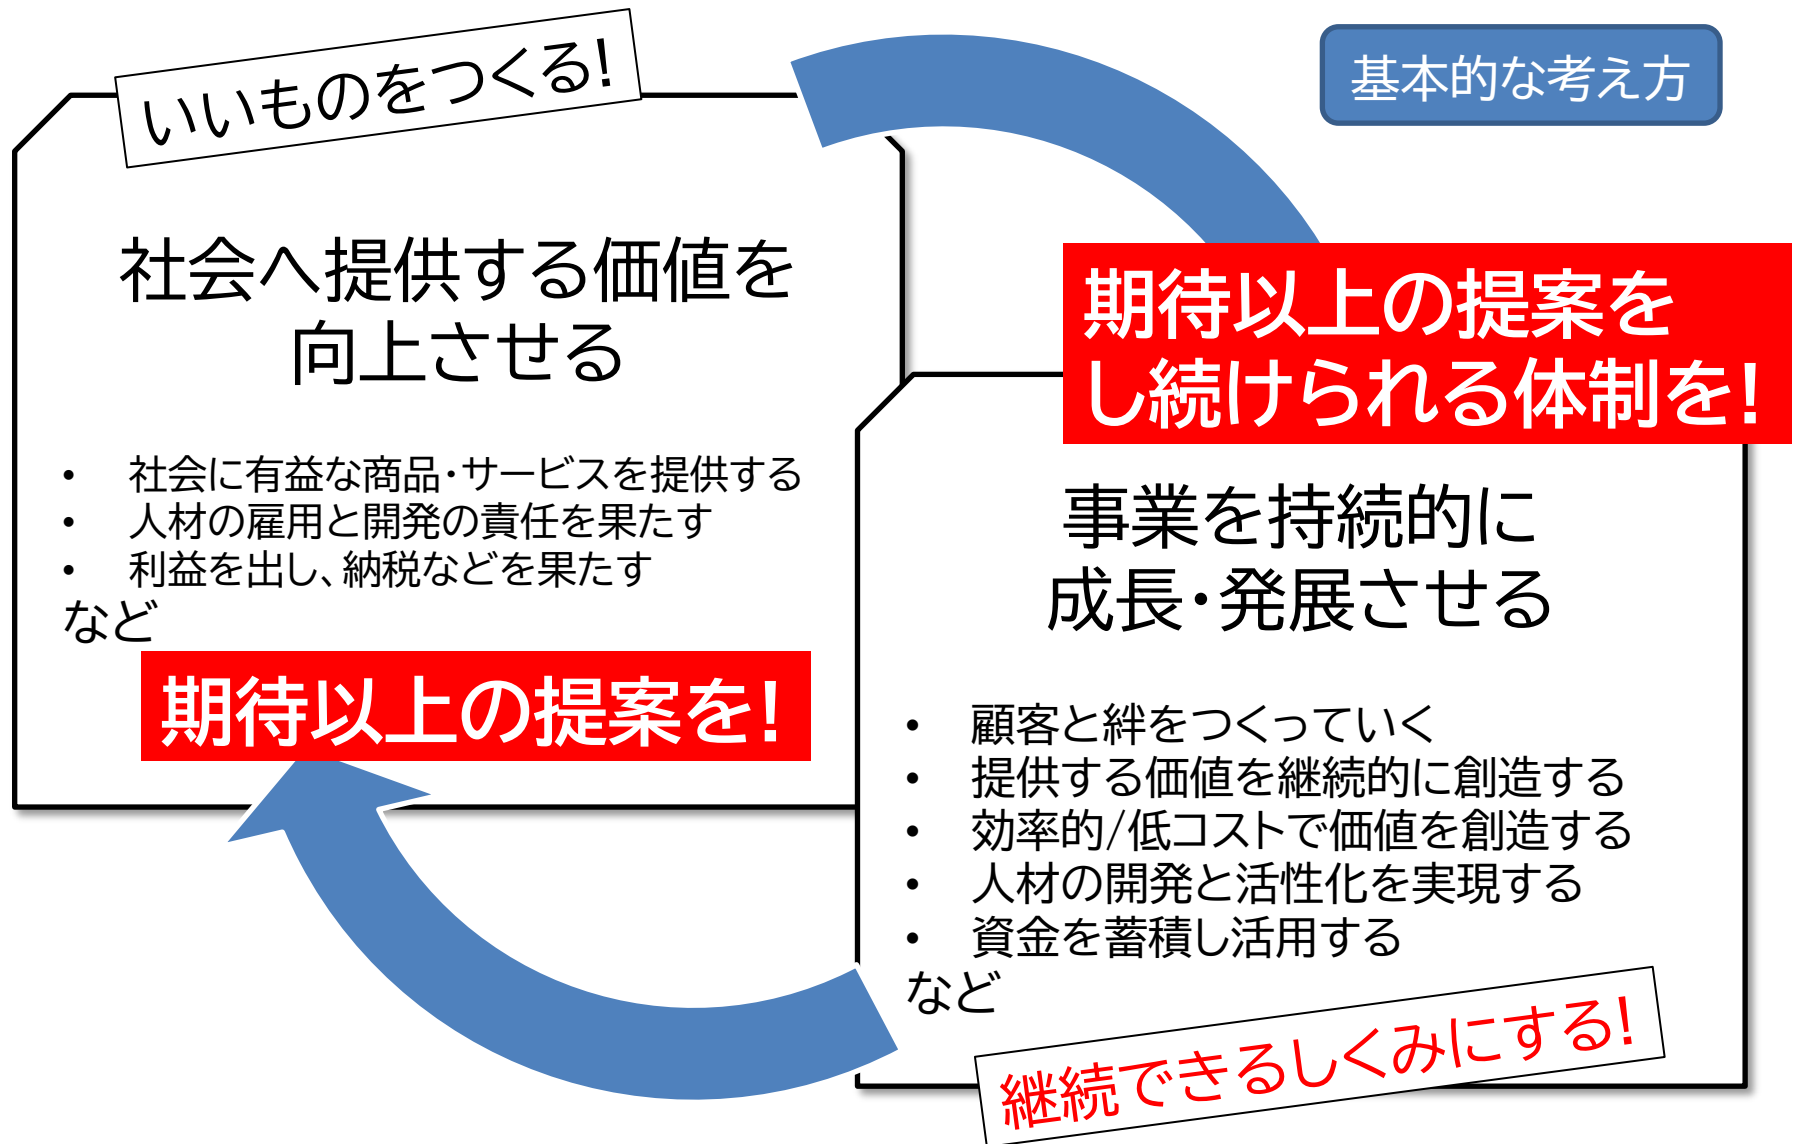 基本的な考え方
いいものをつくる!
社会へ提供する価値を
向上させる
• 社会に有益な商品・サービスを提供する
• 人材の雇用と開発の責任を果たす
• 利益を出し、納税などを果たす
など
期待以上の提案を!
期待以上の提案を
し続けられる体制を!
事業を持続的に
成長・発展させる
• 顧客と絆をつくっていく
• 提供する価値を継続的に創造する
• 効率的/低コストで価値を創造する
• 人材の開発と活性化を実現する
• 資金を蓄積し活用する
など
継続できるしくみにする!